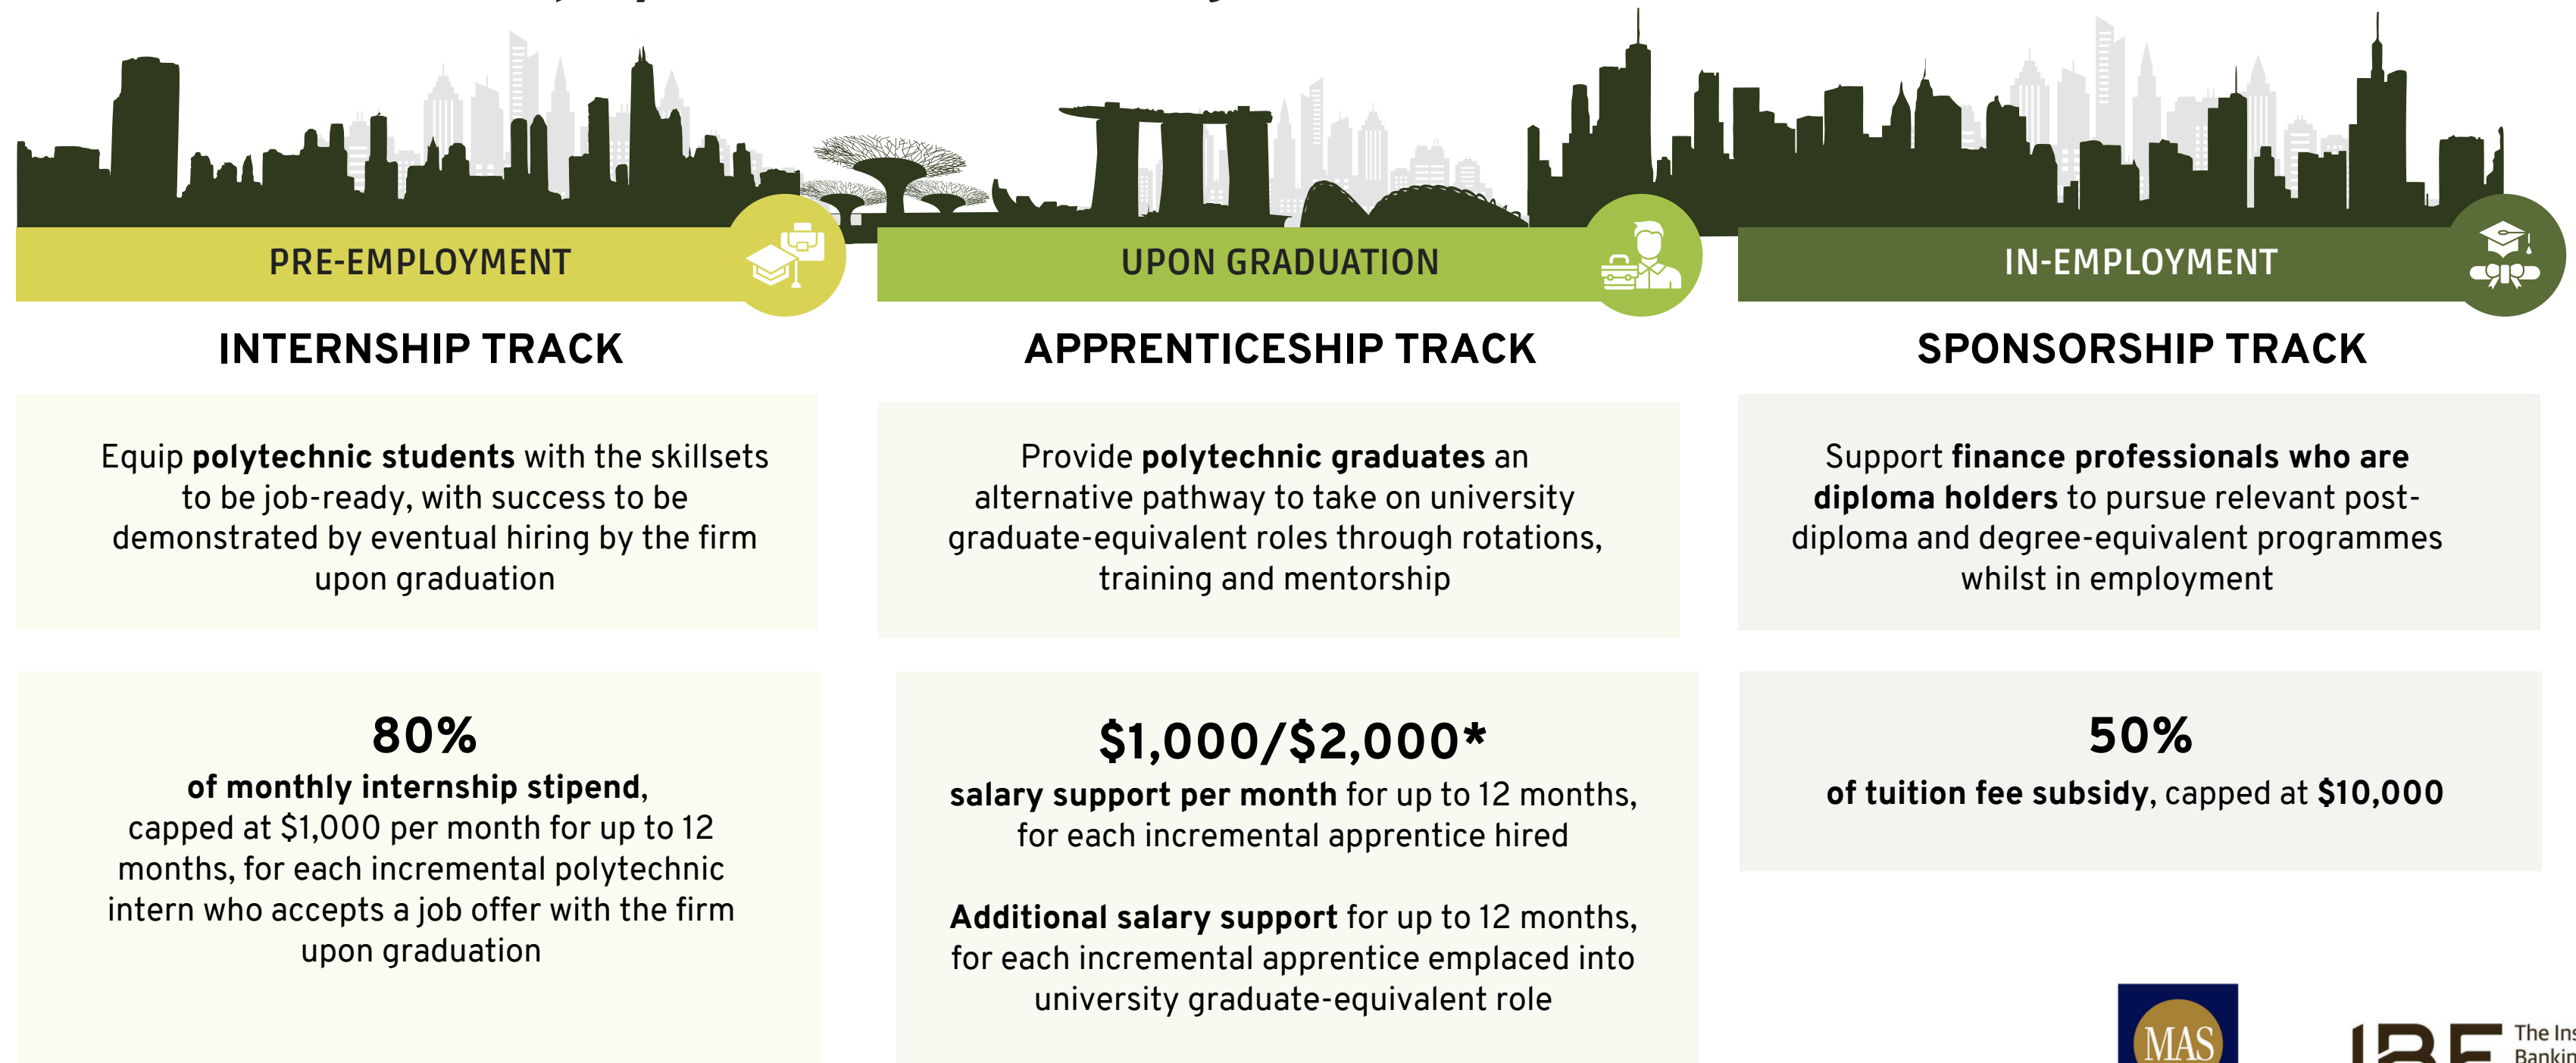 PRE-EMPLOYMENT
INTERNSHIP TRACK
Equip polytechnic students with the skillsets
to be job-ready, with success to be
demonstrated by eventual hiring by the firm
upon graduation
80%
of monthly internship stipend,
capped at $1,000 per month for up to 12
months, for each incremental polytechnic
intern who accepts a job offer with the firm
upon graduation
UPON GRADUATION
APPRENTICESHIP TRACK
Provide polytechnic graduates an
alternative pathway to take on university
graduate-equivalent roles through rotations,
training and mentorship
$1,000/$2,000*
salary support per month for up to 12 months,
for each incremental apprentice hired
Additional salary support for up to 12 months,
for each incremental apprentice emplaced into
university graduate-equivalent role
IN-EMPLOYMENT
SPONSORSHIP TRACK
Support finance professionals who are
diploma holders to pursue relevant post-
diploma and degree-equivalent programmes
whilst in employment
50%
of tuition fee subsidy, capped at $10,000
MAS
IBF
The